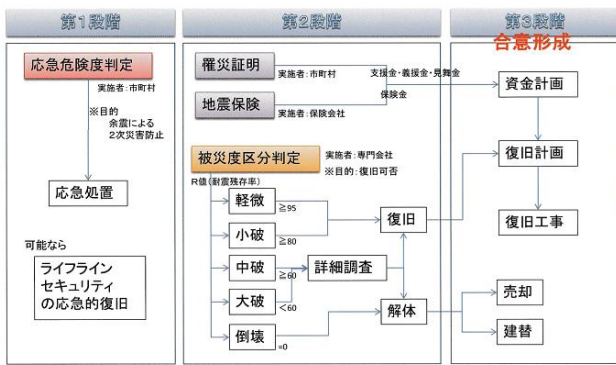 第1段階
応急危険度判定
実施者：市町村
※目的
余震による
2次災害防止
応急処置
可能なら
ライフライン
セキュリティ
の応急的復旧
第2段階
罹災証明
実施者：市町村
地震保険
実施者：保険会社
支援金・義援金・見舞金
保険金
被災度区分判定
実施者：専門会社
※目的：復旧可否
R値（耐震残存率）
軽微
≧95
小破
≧80
中破
≧60
大破
＜60
倒壊
=0
詳細調査
復旧
解体
第3段階
合意形成
資金計画
復旧計画
復旧工事
売却
建替